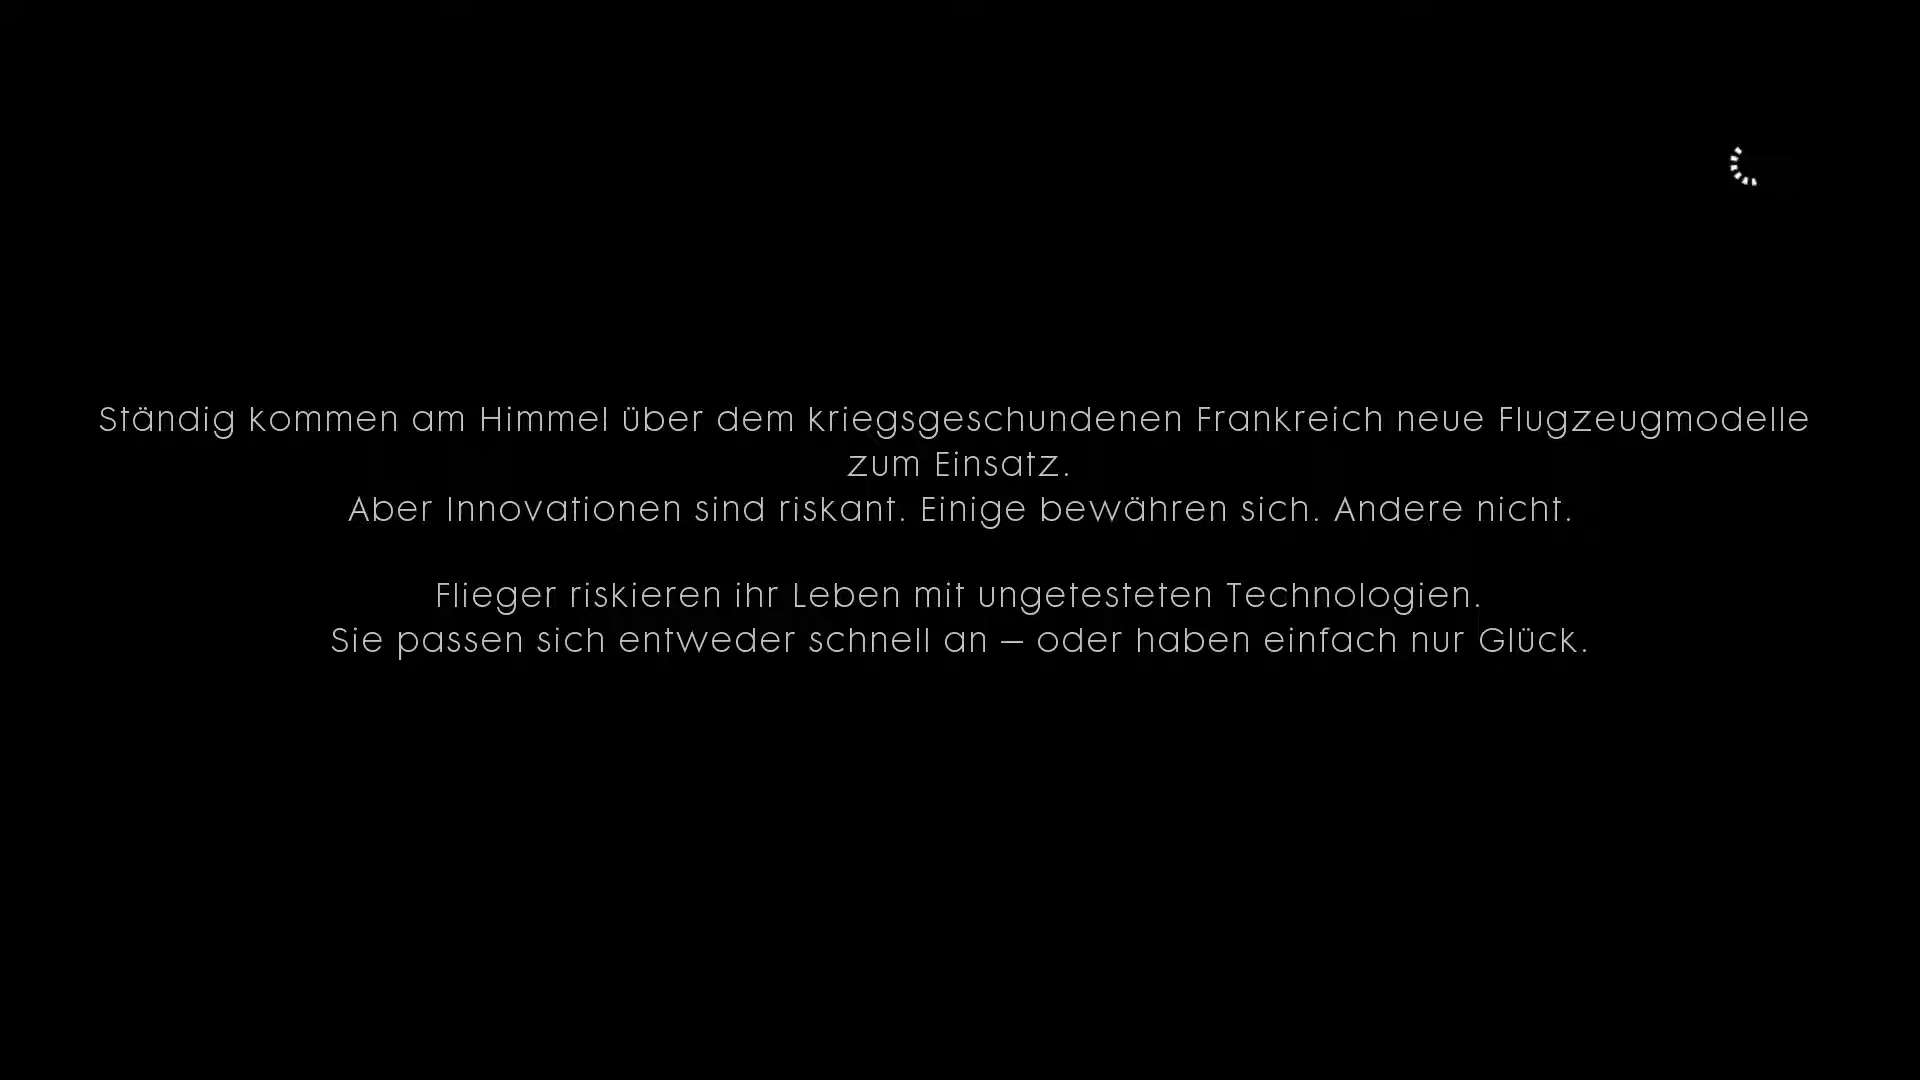 Ständig kommen am Himmel über dem kriegsgeschundenen Frankreich neue Flugzeugmodelle
zum Einsatz.
Aber Innovationen sind riskant. Einige bewähren sich. Andere nicht.
Flieger riskieren ihr Leben mit ungetesteten Technologien.
Sie passen sich entweder schnell an – oder haben einfach nur Glück.